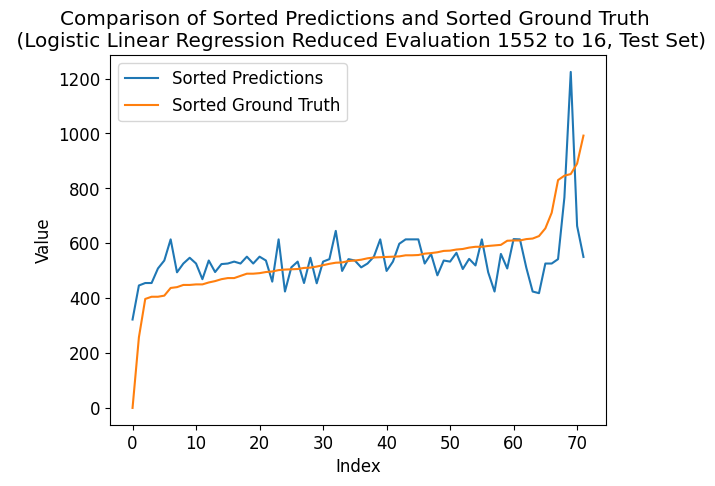 Comparison of Sorted Predictions and Sorted Ground Truth
(Logistic Linear Regression Reduced Evaluation 1552 to 16, Test Set)
Sorted Predictions
Sorted Ground Truth
1200
1000
800
600
400
200
0
Value
0 10 20 30 40 50 60 70
Index